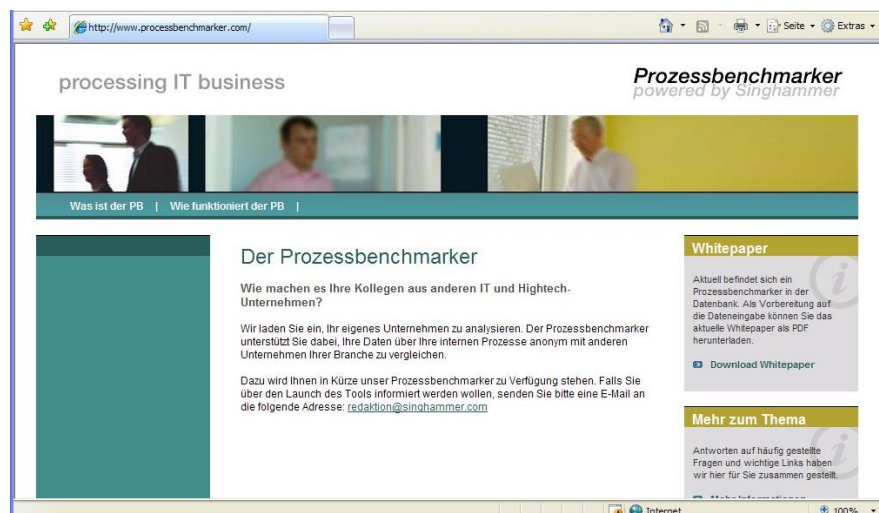 http://www.processbenchmarker.com/
Seite
Extras
processing IT business
Prozessbenchmarker
powered by Singhammer
Was ist der PB | Wie funktioniert der PB |
Der Prozessbenchmarker
Wie machen es Ihre Kollegen aus anderen IT und Hightech-
Unternehmen?
Wir laden Sie ein, Ihr eigenes Unternehmen zu analysieren. Der Prozessbenchmarker
unterstützt Sie dabei, Ihre Daten über Ihre internen Prozesse anonym mit anderen
Unternehmen Ihrer Branche zu vergleichen.
Dazu wird Ihnen in Kürze unser Prozessbenchmarker zu Verfügung stehen. Falls Sie
über den Launch des Tools informiert werden wollen, senden Sie bitte eine E-Mail an
die folgende Adresse: redaktion@singhammer.com
Whitepaper
Aktuell befindet sich ein
Prozessbenchmarker in der
Datenbank. Als Vorbereitung auf
die Dateneingabe können Sie das
aktuelle Whitepaper als PDF
herunterladen.
Download Whitepaper
Mehr zum Thema
Antworten auf häufig gestellte
Fragen und wichtige Links haben
wir hier für Sie zusammen gestellt.
Mehr Informationen
Internet
100%